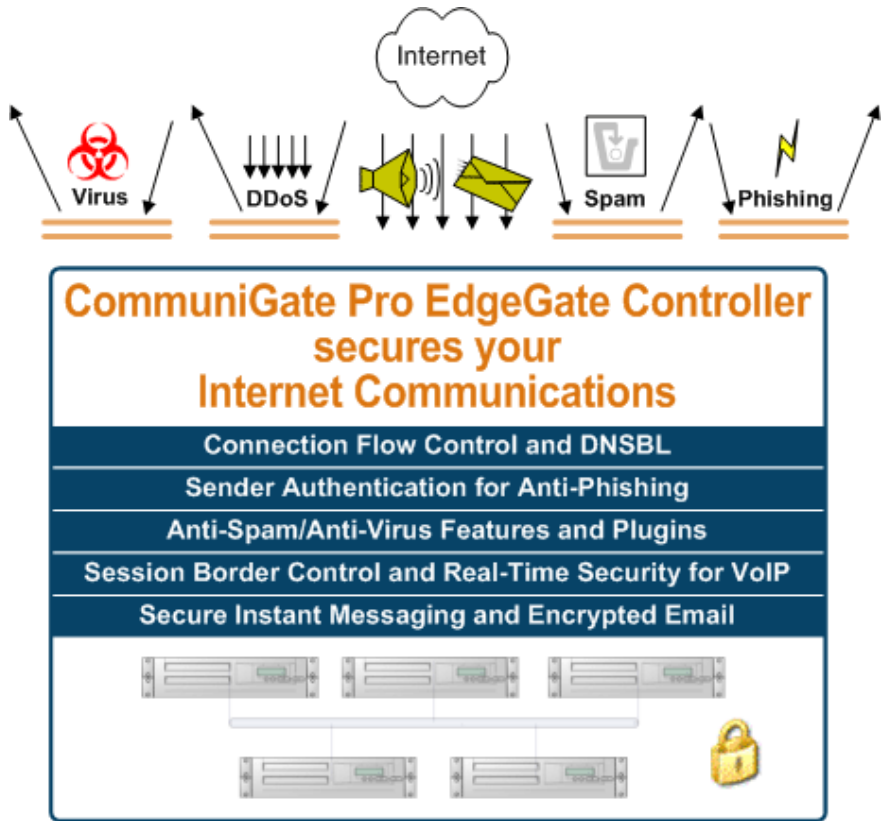 Internet
Virus
DDoS
Spam
Phishing
CommuniGate Pro EdgeGate Controller
secures your
Internet Communications
Connection Flow Control and DNSBL
Sender Authentication for Anti-Phishing
Anti-Spam/Anti-Virus Features and Plugins
Session Border Control and Real-Time Security for VoIP
Secure Instant Messaging and Encrypted Email